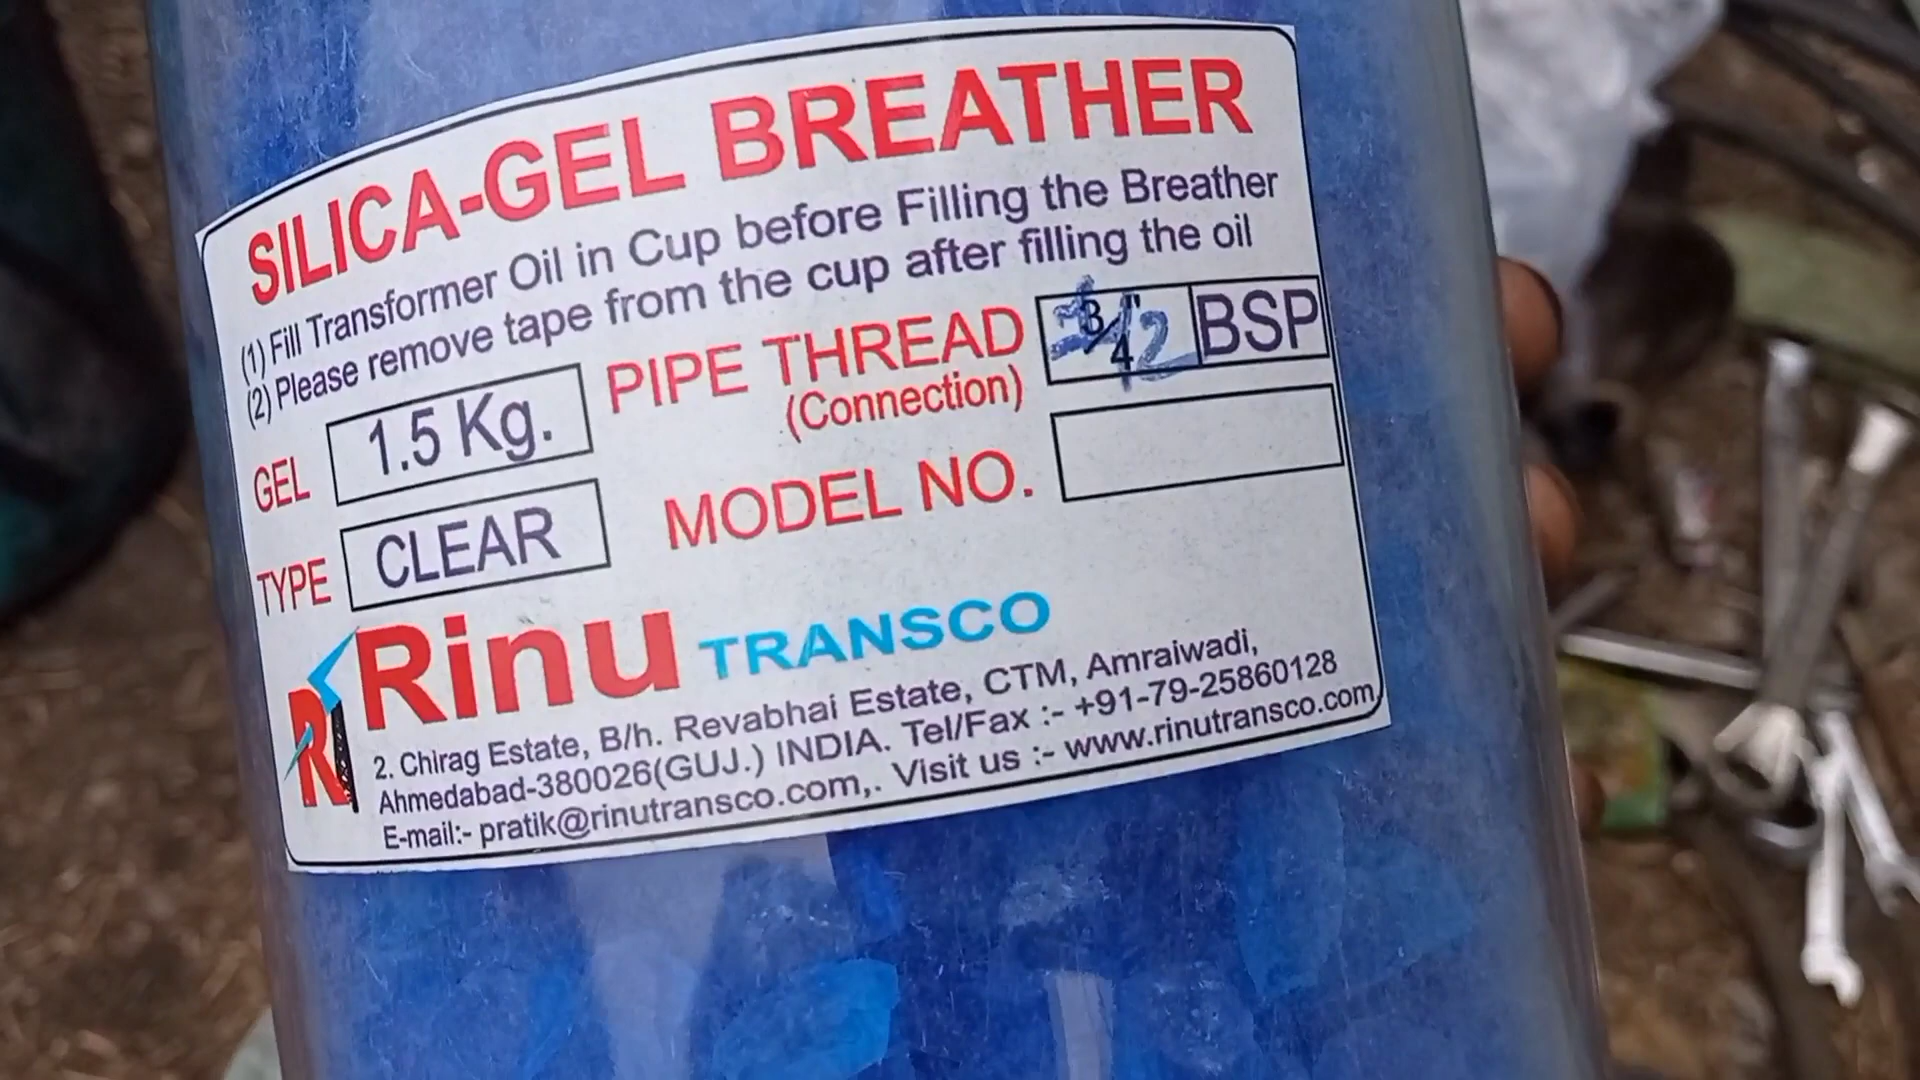 SILICA-GEL BREATHER
(1) Fill Transformer Oil in Cup before Filling the Breather
(2) Please remove tape from the cup after filling the oil
GEL 1.5 Kg. PIPE THREAD 3/4" BSP
(Connection)
TYPE CLEAR MODEL NO.
Rinu TRANSCO
2. Chirag Estate, B/h. Revabhai Estate, CTM, Amraiwadi,
Ahmedabad-380026(GUJ.) INDIA. Tel/Fax :- +91-79-25860128
E-mail:- pratik@rinutransco.com,. Visit us :- www.rinutransco.com